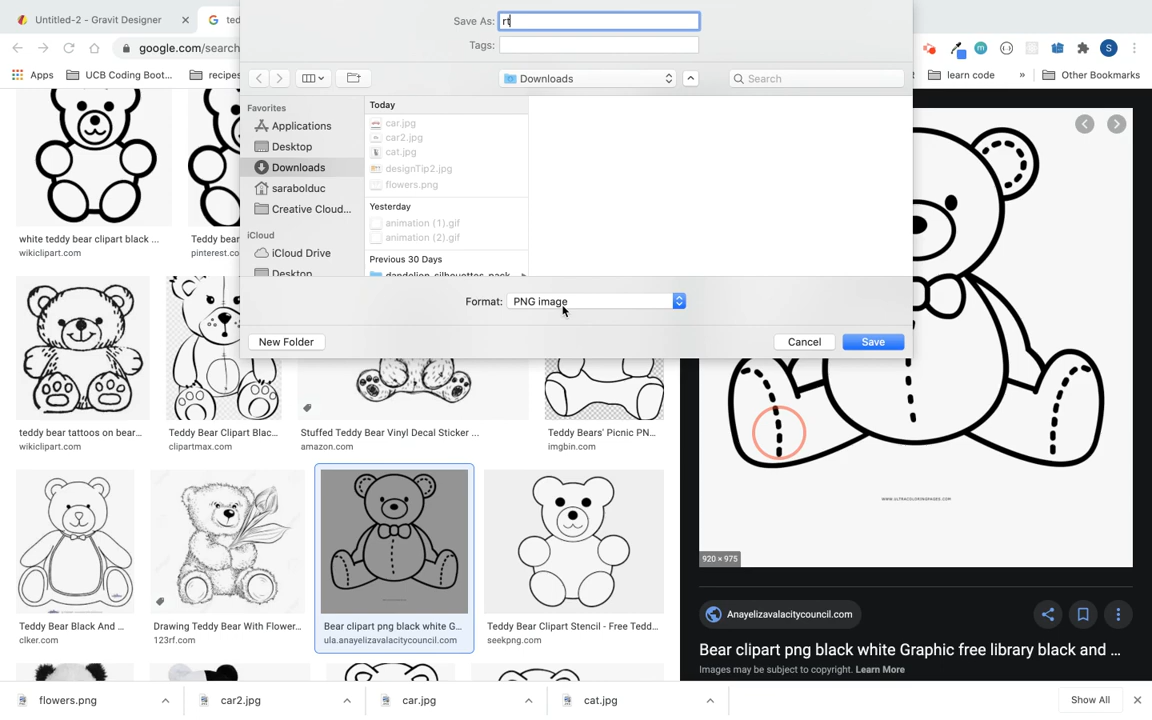 Untitled-2 - Gravit Designer
ted
google.com/search
S
Apps
UCB Coding Boot...
recipes
learn code
»
Other Bookmarks
Save As: rt
Tags:
Downloads
Search
Favorites
Applications
Desktop
Downloads
sarabolduc
Creative Cloud...
iCloud
iCloud Drive
Desktop
Today
car.jpg
car2.jpg
cat.jpg
designTip2.jpg
flowers.png
Yesterday
animation (1).gif
animation (2).gif
Previous 30 Days
dandelion_silhouettes_pack
Format: PNG image
New Folder
Cancel
Save
white teddy bear clipart black ...
wikiclipart.com
Teddy bear
pinterest.co
teddy bear tattoos on bear...
wikiclipart.com
Teddy Bear Clipart Blac...
clipartmax.com
Stuffed Teddy Bear Vinyl Decal Sticker ...
amazon.com
Teddy Bears' Picnic PN...
imgbin.com
Teddy Bear Black And ...
clker.com
Drawing Teddy Bear With Flower...
123rf.com
Bear clipart png black white G...
ula.anayelizavalacitycouncil.com
Teddy Bear Clipart Stencil - Free Tedd...
seekpng.com
WWW.ULTRACOLORINGPAGES.COM
920 × 975
Anayelizavalacitycouncil.com
Bear clipart png black white Graphic free library black and ...
Images may be subject to copyright. Learn More
flowers.png
car2.jpg
car.jpg
cat.jpg
Show All